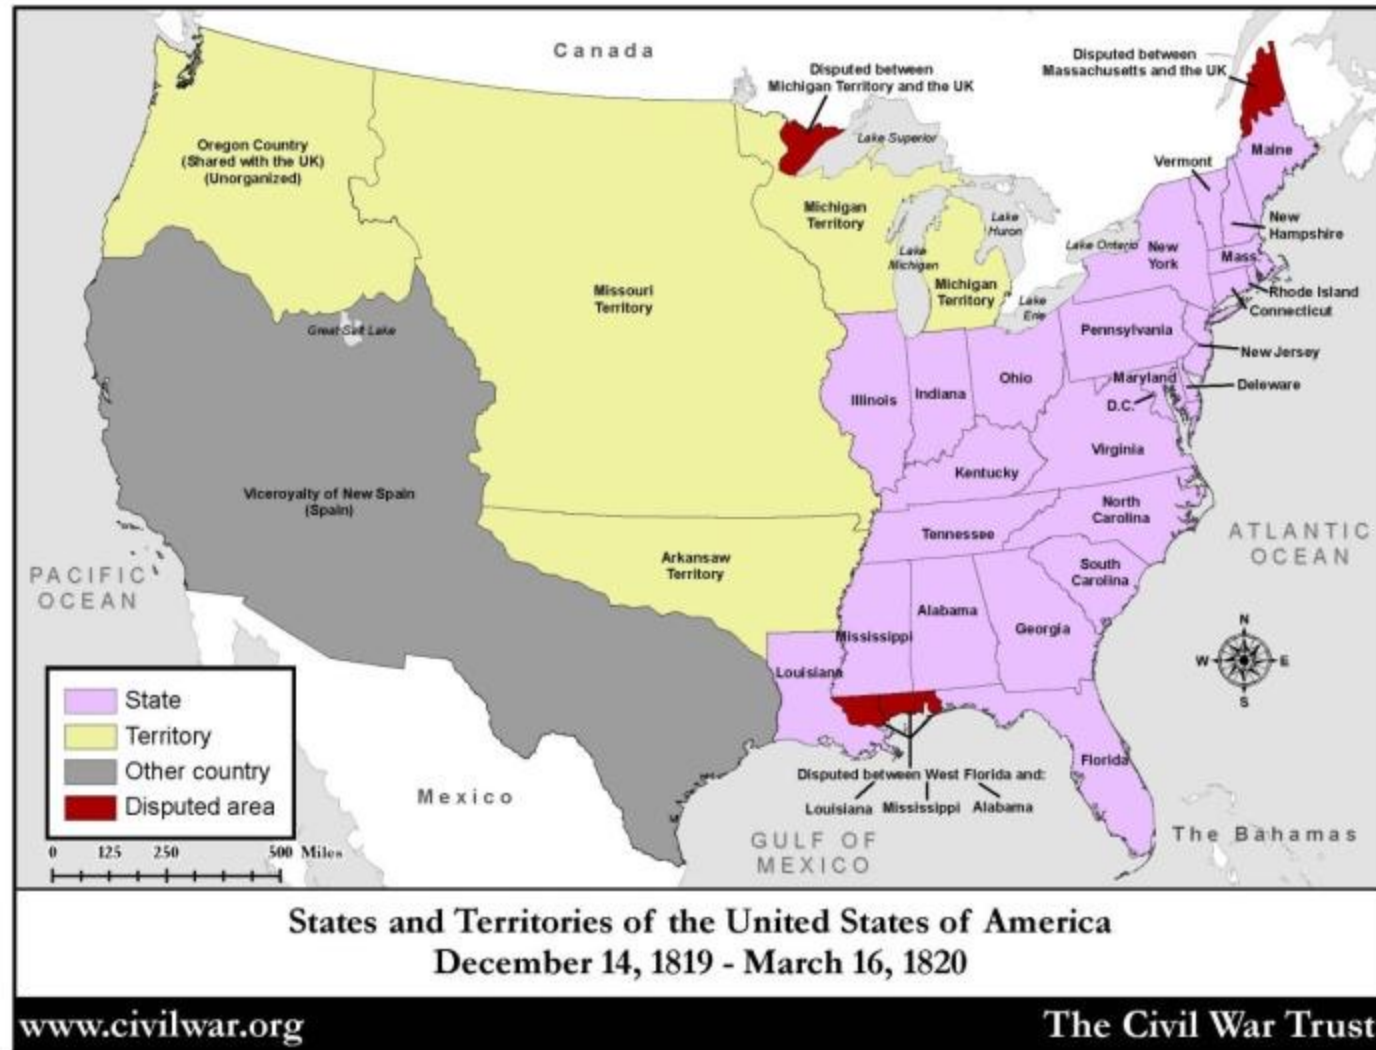 Canada
Disputed between
Michigan Territory and the UK
Disputed between
Massachusetts and the UK
Lake Superior
Oregon Country
(Shared with the UK)
(Unorganized)
Maine
Vermont
Michigan
Territory
Lake
Huron
New
Hampshire
Lake Ontario
New
York
Lake
Michigan
Mass.
Missouri
Territory
Michigan
Territory
Lake
Erie
Rhode Island
Connecticut
Great Salt Lake
Pennsylvania
New Jersey
Illinois
Indiana
Ohio
Maryland
Deleware
D.C.
Virginia
Kentucky
Viceroyalty of New Spain
(Spain)
North
Carolina
Tennessee
ATLANTIC
OCEAN
Arkansaw
Territory
South
Carolina
PACIFIC
OCEAN
Alabama
Mississippi
Georgia
N
W
E
S
Louisiana
State
Territory
Other country
Disputed area
Florida
Disputed between West Florida and:
Louisiana
Mississippi
Alabama
Mexico
GULF OF
MEXICO
The Bahamas
0 125 250 500 Miles
States and Territories of the United States of America
December 14, 1819 - March 16, 1820
www.civilwar.org
The Civil War Trust